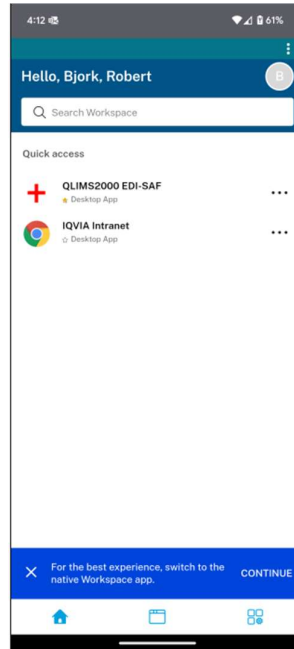 4:12
61%
Hello, Bjork, Robert
B
Search Workspace
Quick access
QLIMS2000 EDI-SAF
Desktop App
IQVIA Intranet
Desktop App
For the best experience, switch to the
native Workspace app.
CONTINUE